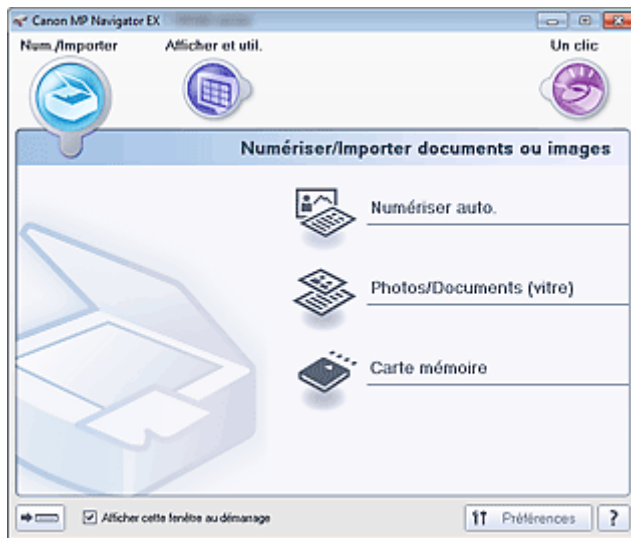 Canon MP Navigator EX
Num./Importer
Afficher et util.
Un clic
Numériser/Importer documents ou images
Numériser auto.
Photos/Documents (vitre)
Carte mémoire
Afficher cette fenêtre au démarrage
Préférences
?